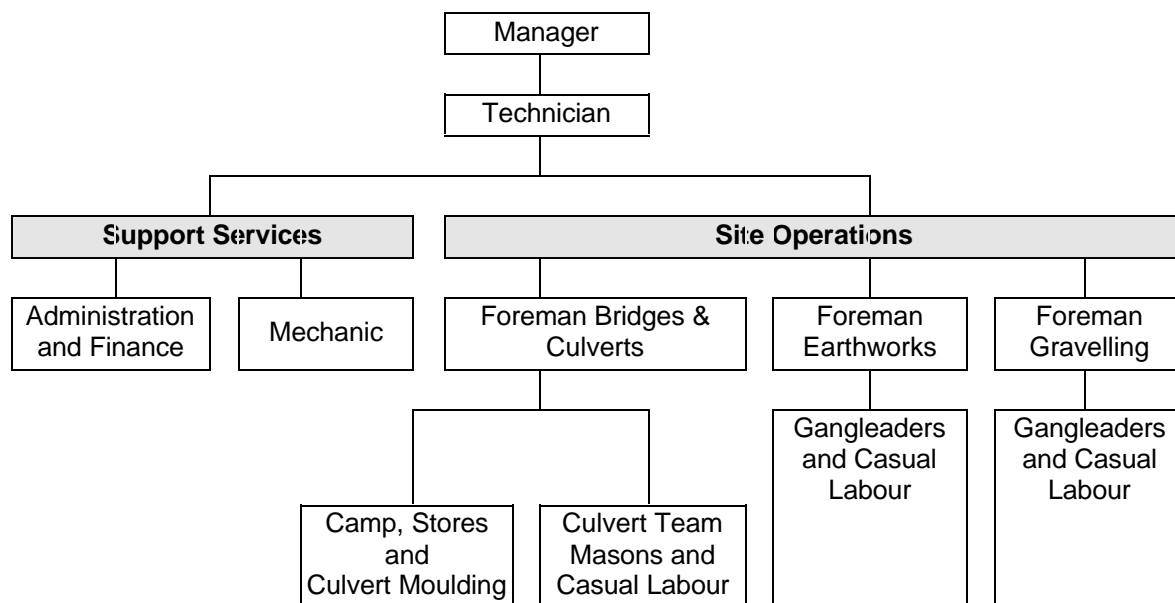 Manager
Technician
Support Services
Site Operations
Administration
and Finance
Mechanic
Foreman Bridges &
Culverts
Foreman
Earthworks
Foreman
Gravelling
Gangleaders
and Casual
Labour
Gangleaders
and Casual
Labour
Camp, Stores
and
Culvert Moulding
Culvert Team
Masons and
Casual Labour